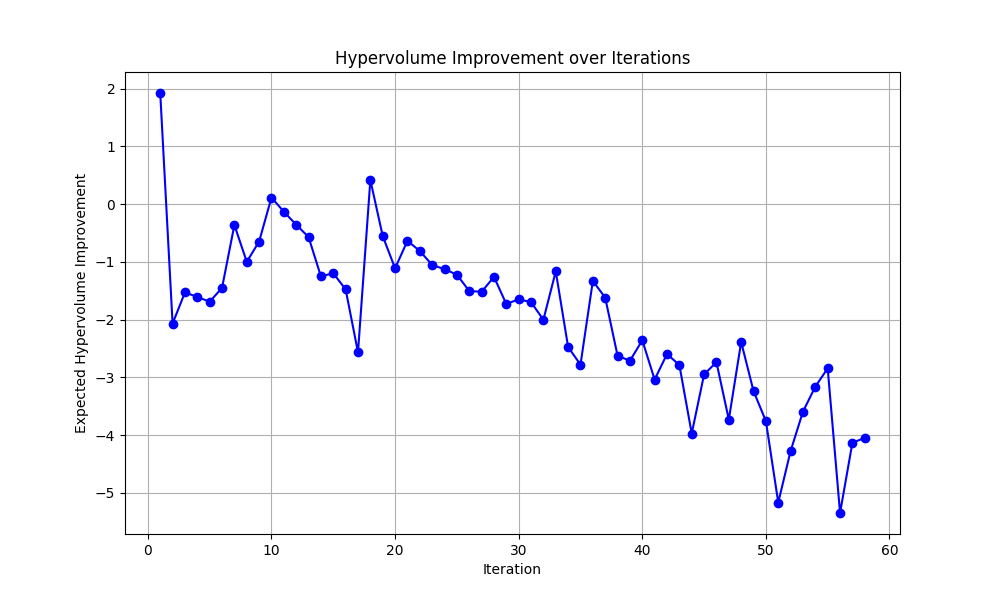 Hypervolume Improvement over Iterations
Expected Hypervolume Improvement
2
1
0
−1
−2
−3
−4
−5
0 10 20 30 40 50 60
Iteration